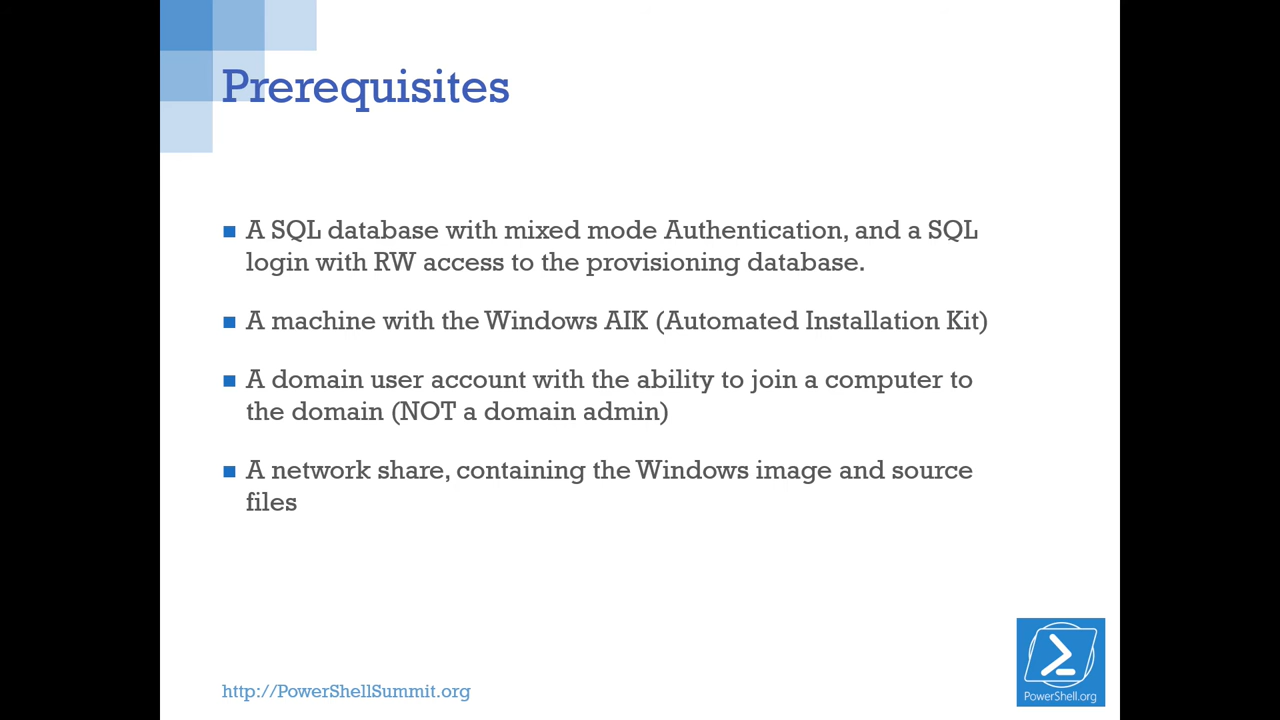 Prerequisites
A SQL database with mixed mode Authentication, and a SQL
login with RW access to the provisioning database.
A machine with the Windows AIK (Automated Installation Kit)
A domain user account with the ability to join a computer to
the domain (NOT a domain admin)
A network share, containing the Windows image and source
files
http://PowerShellSummit.org
PowerShell.org